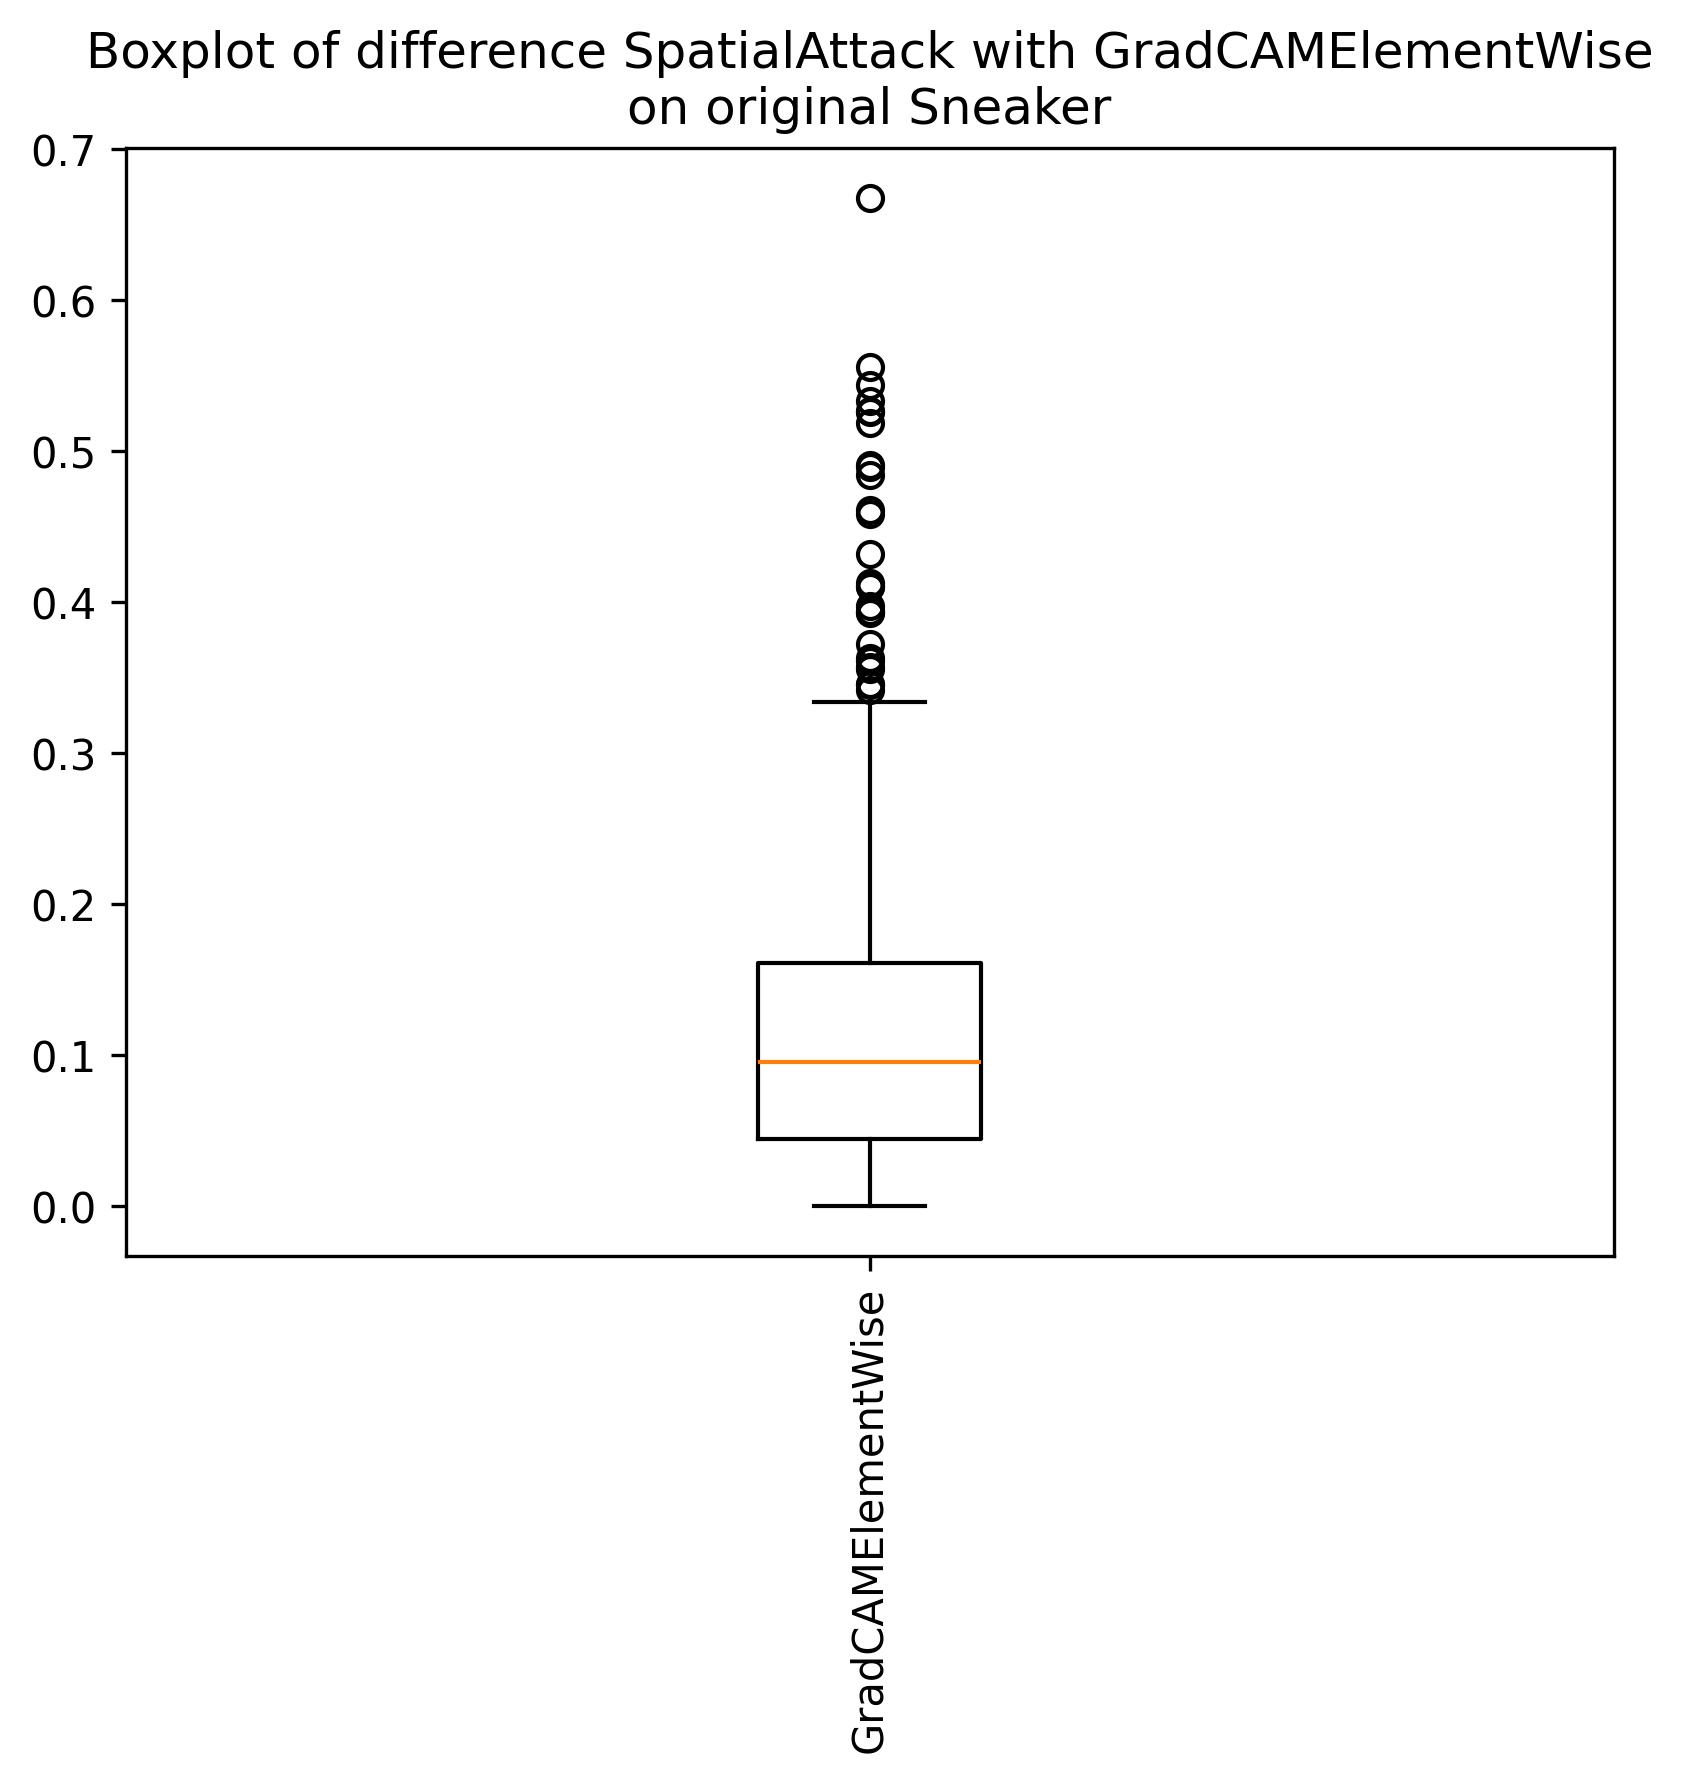 Boxplot of difference SpatialAttack with GradCAMElementWise
on original Sneaker
0.7
0.6
0.5
0.4
0.3
0.2
0.1
0.0
GradCAMElementWise